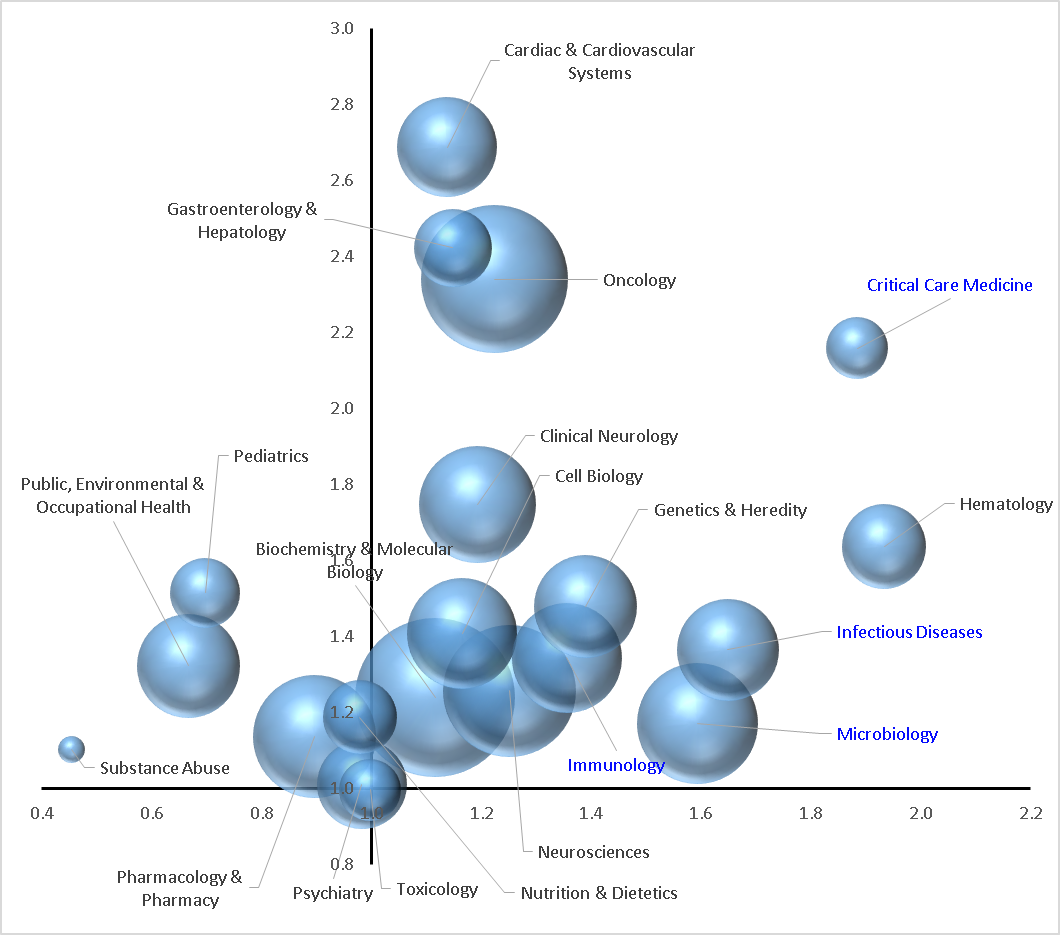 3.0
Cardiac & Cardiovascular
Systems
2.8
2.6
Gastroenterology &
Hepatology
2.4
Oncology
Critical Care Medicine
2.2
2.0
Clinical Neurology
Pediatrics
Cell Biology
Public, Environmental &
Occupational Health
1.8
Hematology
Genetics & Heredity
Biochemistry & Molecular
Biology
1.6
1.4
Infectious Diseases
1.2
Microbiology
Substance Abuse
Immunology
1.0
0.4 0.6 0.8 1.0 1.2 1.4 1.6 1.8 2.0 2.2
Neurosciences
0.8
Pharmacology &
Pharmacy
Psychiatry
Toxicology
Nutrition & Dietetics